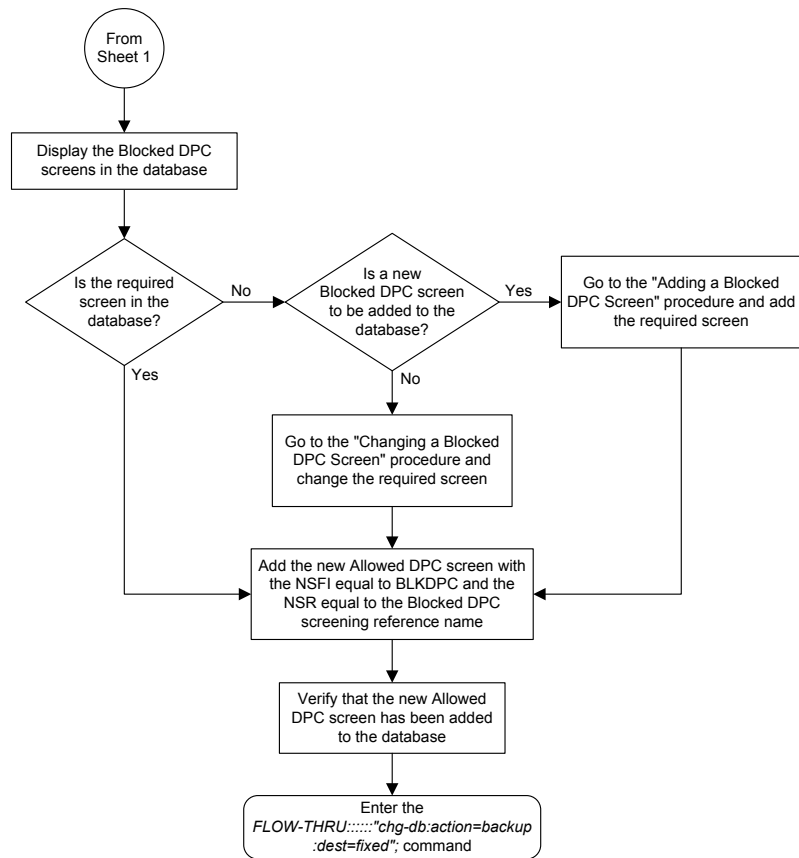 From
Sheet 1
Display the Blocked DPC
screens in the database
Is the required
screen in the
database?
No
Is a new
Blocked DPC screen
to be added to the
database?
Yes
Go to the "Adding a Blocked
DPC Screen" procedure and add
the required screen
Yes
No
Go to the "Changing a Blocked
DPC Screen" procedure and
change the required screen
Add the new Allowed DPC screen with
the NSFI equal to BLKDPC and the
NSR equal to the Blocked DPC
screening reference name
Verify that the new Allowed
DPC screen has been added
to the database
Enter the
FLOW-THRU::::::"chg-db:action=backup
:dest=fixed"; command